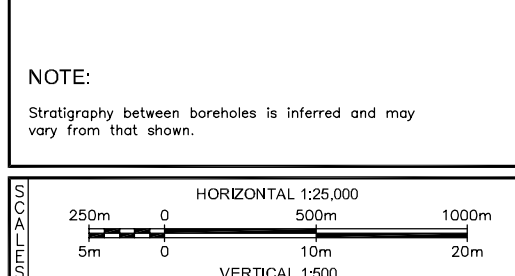 NOTE:
Stratigraphy between boreholes is inferred and may
vary from that shown.
SCALES
HORIZONTAL 1:25,000
250m 0 500m 1000m
5m 0 10m 20m
VERTICAL 1:500